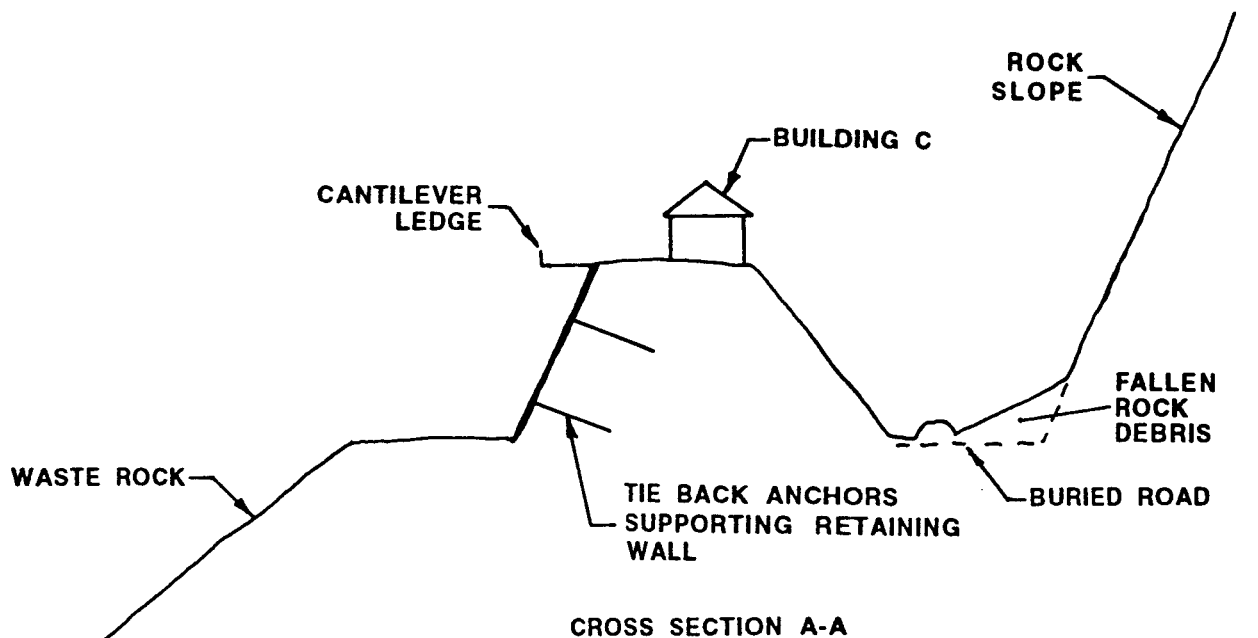 ROCK
SLOPE
BUILDING C
CANTILEVER
LEDGE
FALLEN
ROCK
DEBRIS
WASTE ROCK
TIE BACK ANCHORS
SUPPORTING RETAINING
WALL
BURIED ROAD
CROSS SECTION A-A